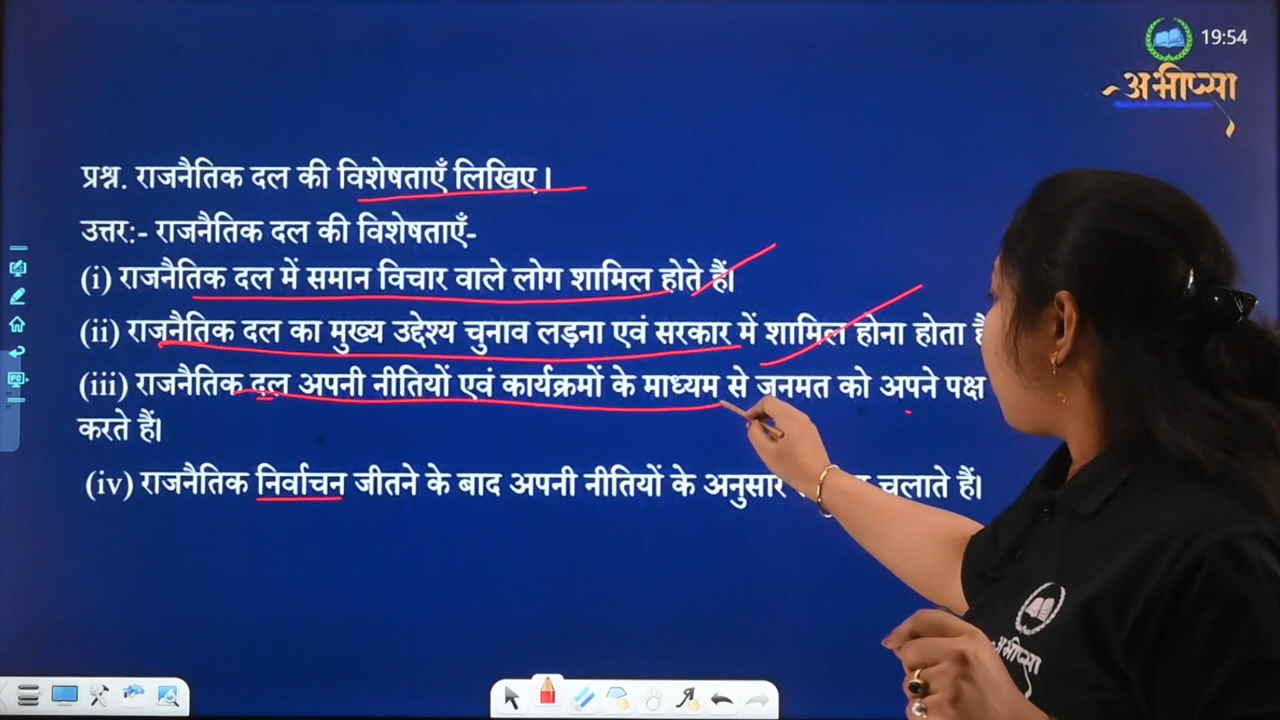 19:54
अभीप्सा
प्रश्न. राजनैतिक दल की विशेषताएँ लिखिए।
उत्तर:- राजनैतिक दल की विशेषताएँ-
(i) राजनैतिक दल में समान विचार वाले लोग शामिल होते हैं।
(ii) राजनैतिक दल का मुख्य उद्देश्य चुनाव लड़ना एवं सरकार में शामिल होना होता
(iii) राजनैतिक दल अपनी नीतियों एवं कार्यक्रमों के माध्यम से जनमत को अपने पक्ष
करते हैं।
(iv) राजनैतिक निर्वाचन जीतने के बाद अपनी नीतियों के अनुसार चलाते हैं।
अभीप्सा